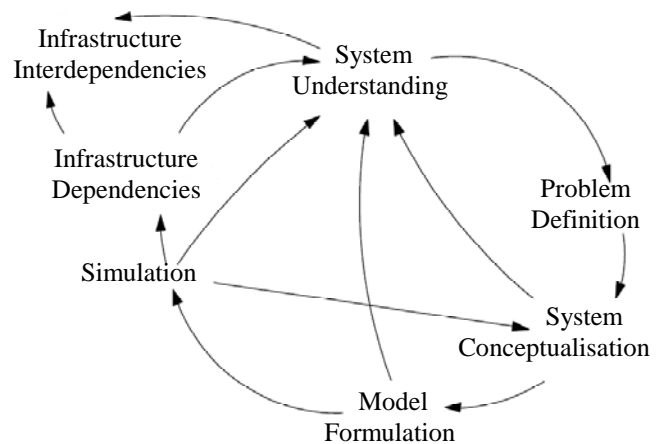 Infrastructure
Interdependencies
System
Understanding
Infrastructure
Dependencies
Problem
Definition
Simulation
System
Conceptualisation
Model
Formulation